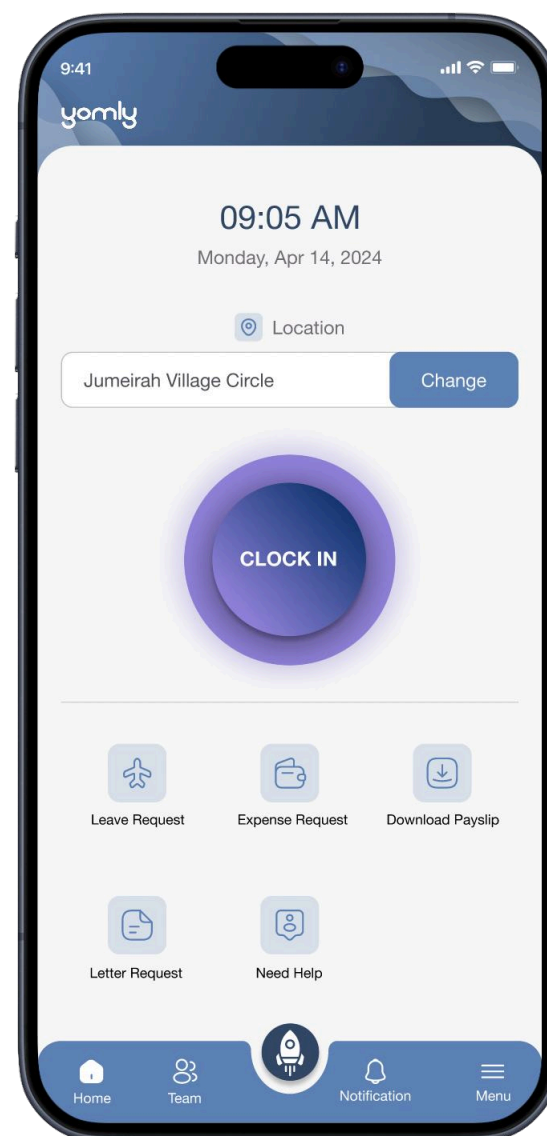 9:41
yomly
09:05 AM
Monday, Apr 14, 2024
Location
Jumeirah Village Circle
Change
CLOCK IN
Leave Request
Expense Request
Download Payslip
Letter Request
Need Help
Home
Team
Notification
Menu